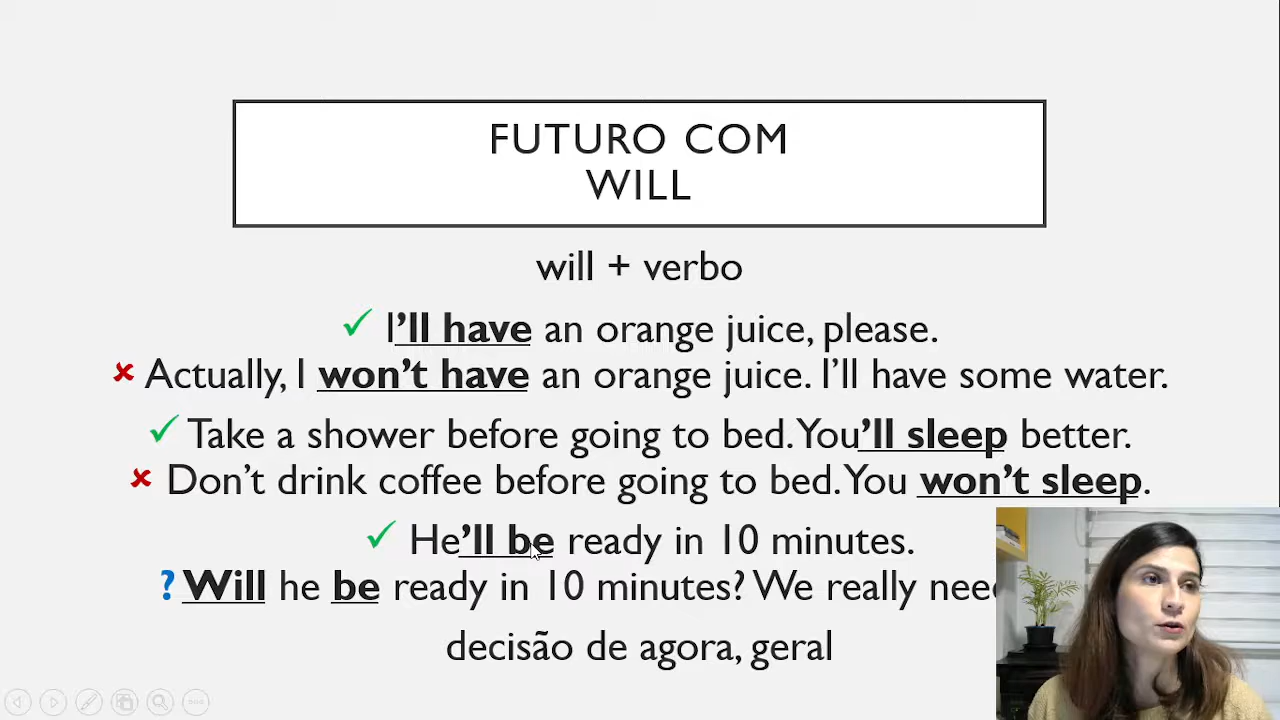 FUTURO COM
WILL
will + verbo
✓ I'll have an orange juice, please.
✗ Actually, I won't have an orange juice. I'll have some water.
✓ Take a shower before going to bed. You'll sleep better.
✗ Don't drink coffee before going to bed. You won't sleep.
✓ He'll be ready in 10 minutes.
? Will he be ready in 10 minutes? We really
decisão de agora, geral